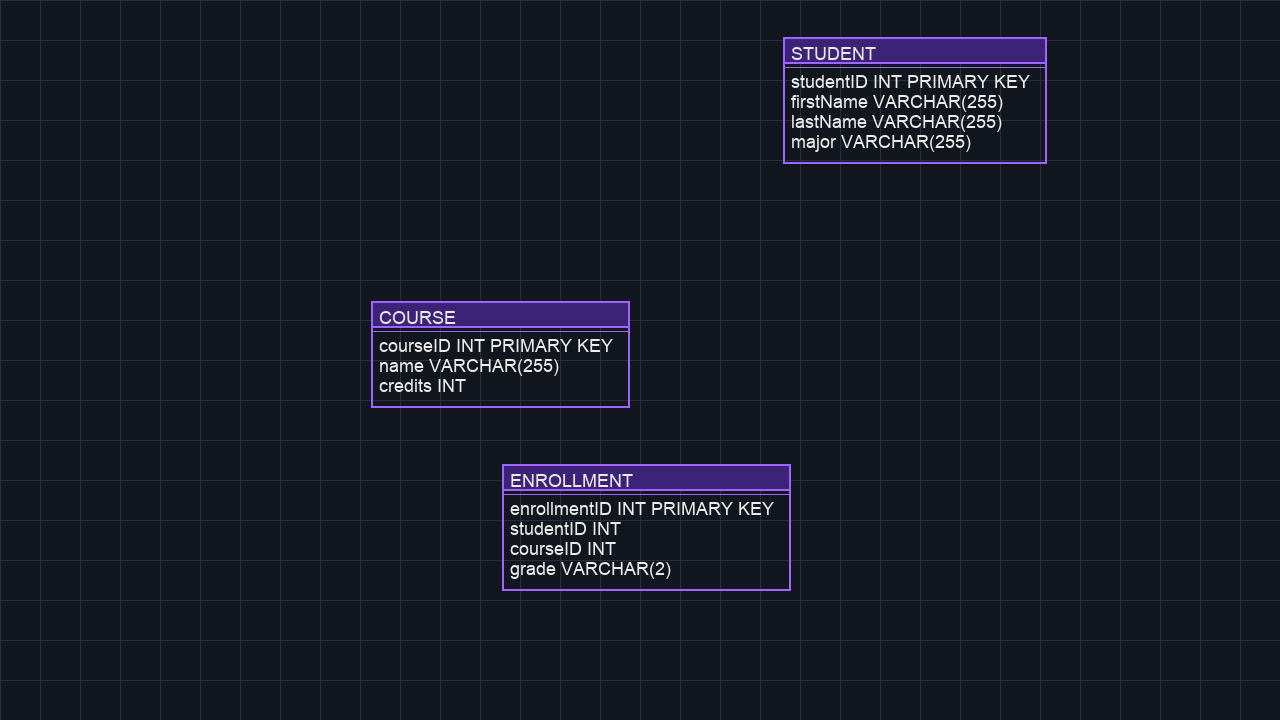 STUDENT
studentID INT PRIMARY KEY
firstName VARCHAR(255)
lastName VARCHAR(255)
major VARCHAR(255)
COURSE
courseID INT PRIMARY KEY
name VARCHAR(255)
credits INT
ENROLLMENT
enrollmentID INT PRIMARY KEY
studentID INT
courseID INT
grade VARCHAR(2)